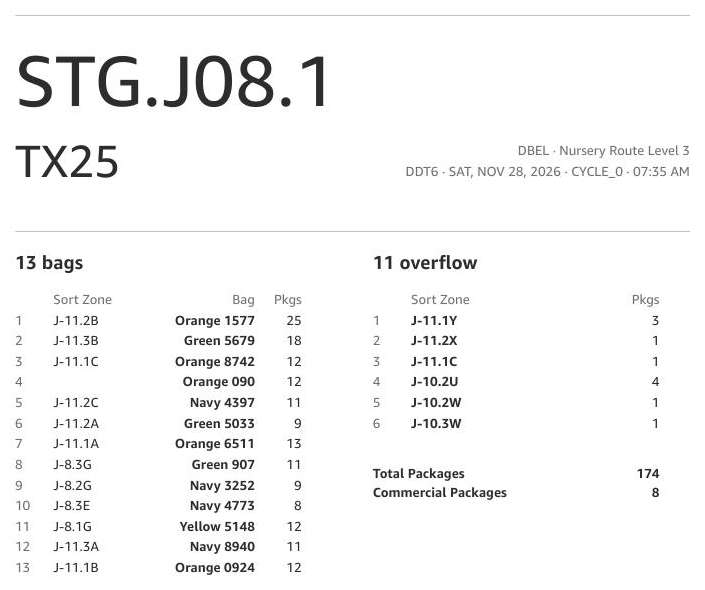 STG.J08.1
TX25
DBEL · Nursery Route Level 3
DDT6 · SAT, NOV 28, 2026 · CYCLE_0 · 07:35 AM
13 bags
Sort Zone Bag Pkgs
1 J-11.2B Orange 1577 25
2 J-11.3B Green 5679 18
3 J-11.1C Orange 8742 12
4 Orange 090 12
5 J-11.2C Navy 4397 11
6 J-11.2A Green 5033 9
7 J-11.1A Orange 6511 13
8 J-8.3G Green 907 11
9 J-8.2G Navy 3252 9
10 J-8.3E Navy 4773 8
11 J-8.1G Yellow 5148 12
12 J-11.3A Navy 8940 11
13 J-11.1B Orange 0924 12
11 overflow
Sort Zone Pkgs
1 J-11.1Y 3
2 J-11.2X 1
3 J-11.1C 1
4 J-10.2U 4
5 J-10.2W 1
6 J-10.3W 1
Total Packages 174
Commercial Packages 8